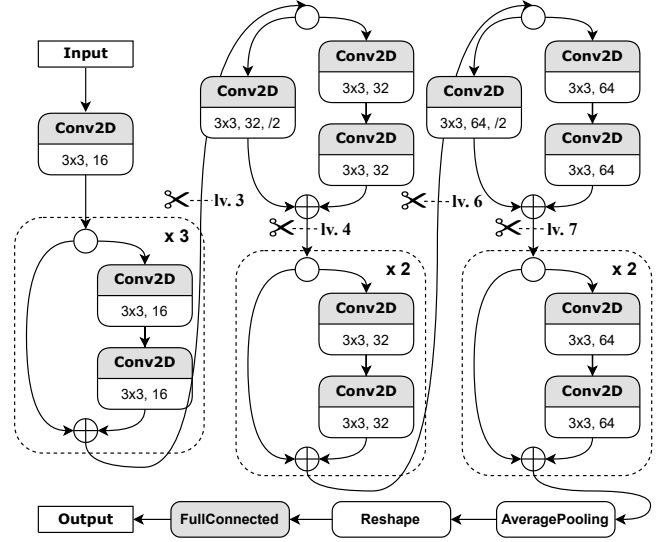 Input
Conv2D
3x3, 16
x 3
Conv2D
3x3, 16
Conv2D
3x3, 16
lv. 3
Conv2D
3x3, 32, /2
Conv2D
3x3, 32
Conv2D
3x3, 32
lv. 4
x 2
Conv2D
3x3, 32
Conv2D
3x3, 32
lv. 6
Conv2D
3x3, 64, /2
Conv2D
3x3, 64
Conv2D
3x3, 64
lv. 7
x 2
Conv2D
3x3, 64
Conv2D
3x3, 64
AveragePooling
Reshape
FullConnected
Output